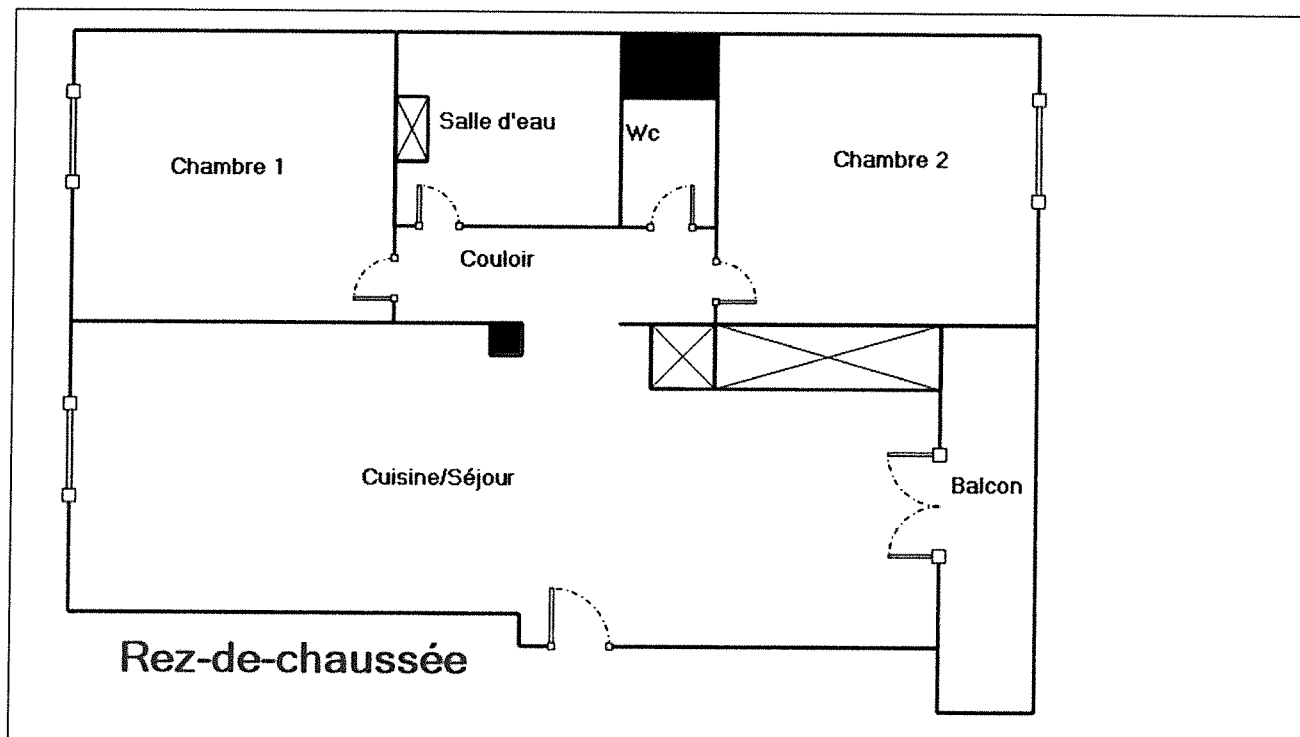 Salle d'eau
Wc
Chambre 1
Chambre 2
Couloir
Cuisine/Séjour
Balcon
Rez-de-chaussée